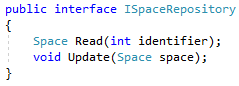 public interface ISpaceRepository
{
    Space Read(int identifier);
    void Update(Space space);
}